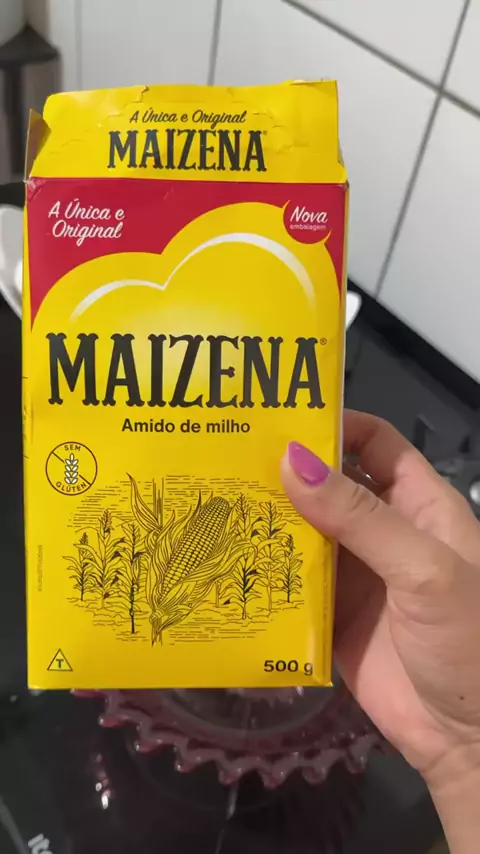 A Única e Original
MAIZENA®
A Única e
Original
Nova
embalagem
MAIZENA®
Amido de milho
SEM
GLÚTEN
T
500 g